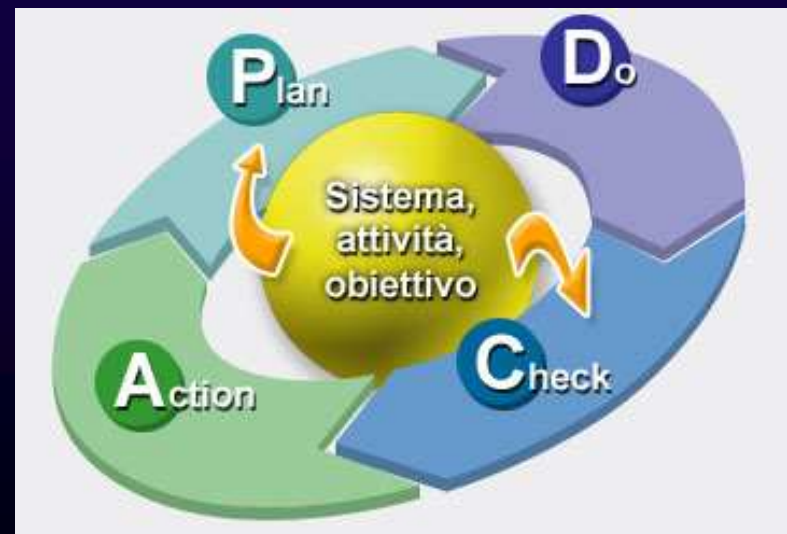 Plan
Do
Sistema,
attività,
obiettivo
Action
Check